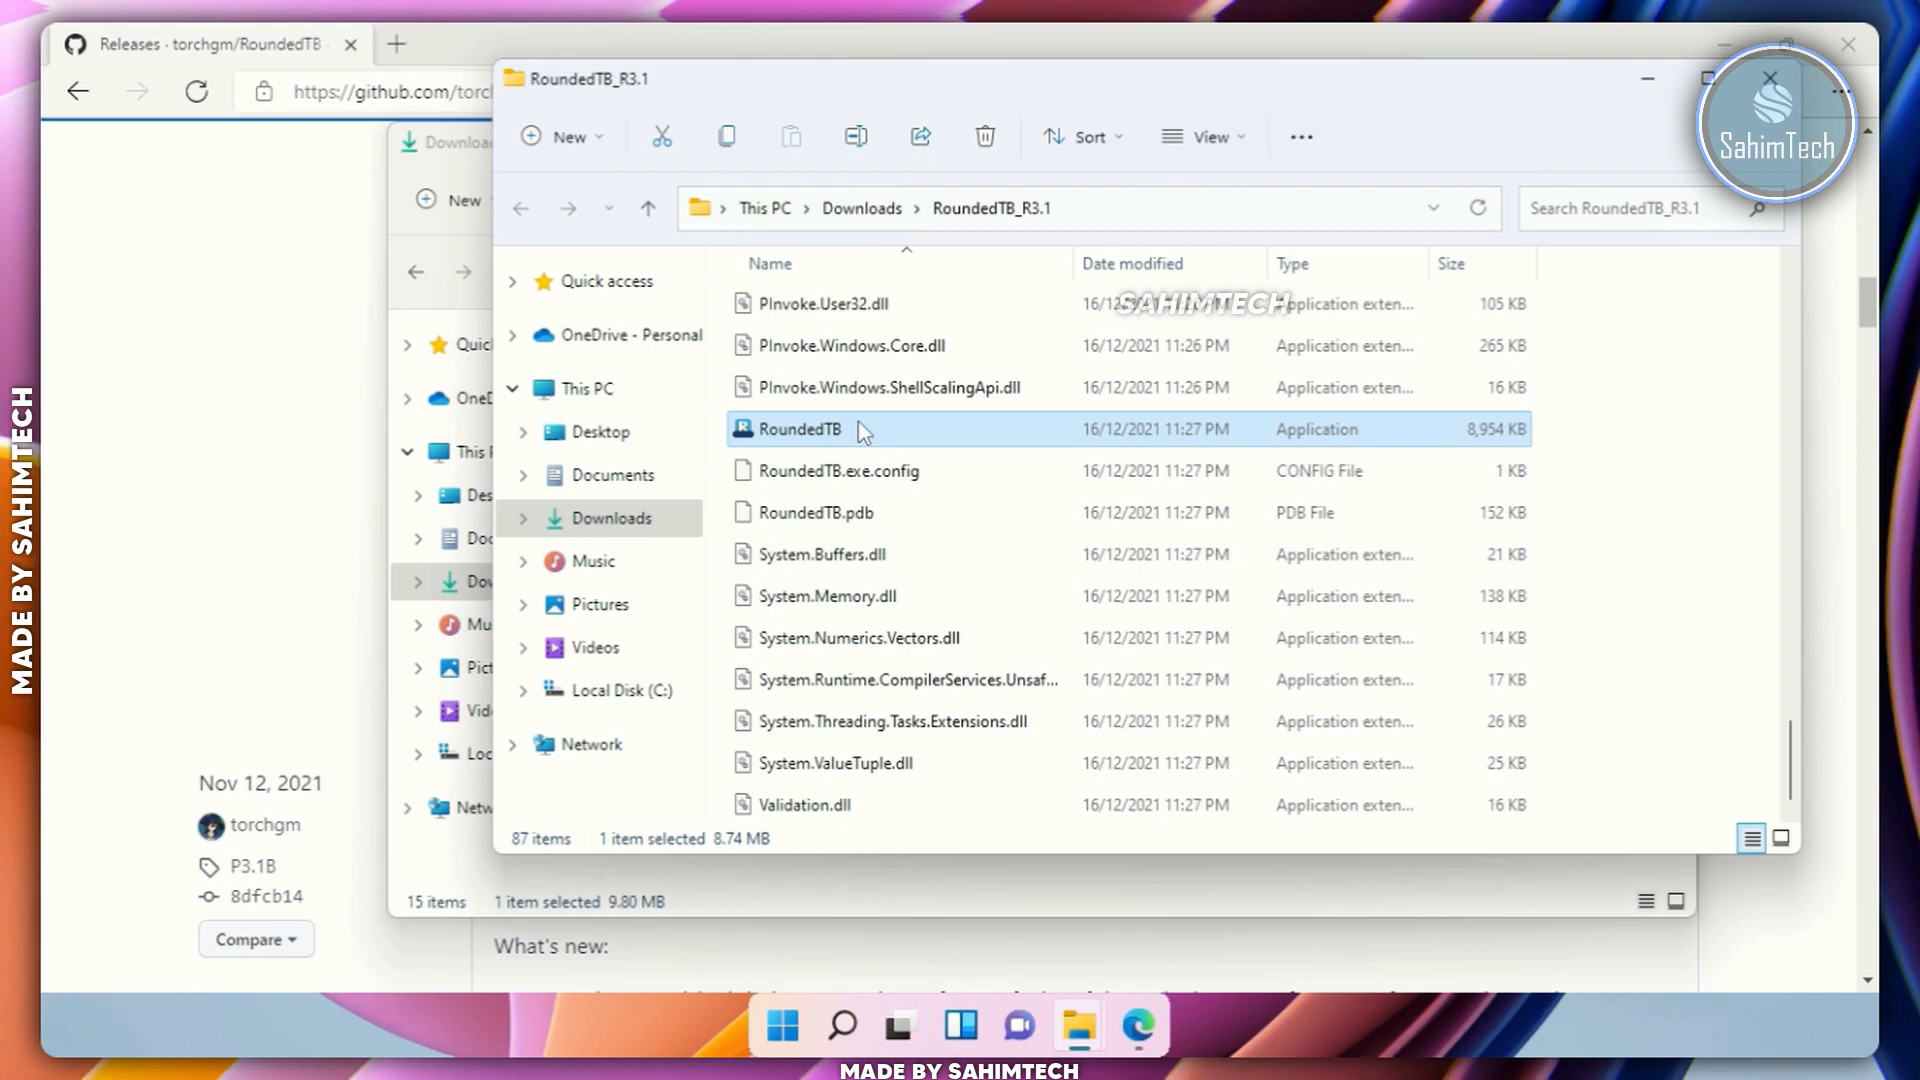 Releases · torchgm/RoundedTB
https://github.com/torc
RoundedTB_R3.1
SahimTech
New
Sort
View
Downloa
New
This PC
Downloads
RoundedTB_R3.1
Search RoundedTB_R3.1
Name
Date modified
Type
Size
Quick access
OneDrive - Personal
This PC
Desktop
Documents
Downloads
Music
Pictures
Videos
Local Disk (C:)
Network
PInvoke.User32.dll 16/12/2021 11:26 PM Application exten... 105 KB
SAHIMTECH
PInvoke.Windows.Core.dll 16/12/2021 11:26 PM Application exten... 265 KB
PInvoke.Windows.ShellScalingApi.dll 16/12/2021 11:26 PM Application exten... 16 KB
RoundedTB 16/12/2021 11:27 PM Application 8,954 KB
RoundedTB.exe.config 16/12/2021 11:27 PM CONFIG File 1 KB
RoundedTB.pdb 16/12/2021 11:27 PM PDB File 152 KB
System.Buffers.dll 16/12/2021 11:27 PM Application exten... 21 KB
System.Memory.dll 16/12/2021 11:27 PM Application exten... 138 KB
System.Numerics.Vectors.dll 16/12/2021 11:27 PM Application exten... 114 KB
System.Runtime.CompilerServices.Unsaf... 16/12/2021 11:27 PM Application exten... 17 KB
System.Threading.Tasks.Extensions.dll 16/12/2021 11:27 PM Application exten... 26 KB
System.ValueTuple.dll 16/12/2021 11:27 PM Application exten... 25 KB
Validation.dll 16/12/2021 11:27 PM Application exten... 16 KB
87 items 1 item selected 8.74 MB
Quic
OneD
This P
Des
Doc
Dow
Mu
Pict
Vid
Loc
Netw
15 items 1 item selected 9.80 MB
Nov 12, 2021
torchgm
P3.1B
8dfcb14
Compare
What's new:
MADE BY SAHIMTECH
MADE BY SAHIMTECH